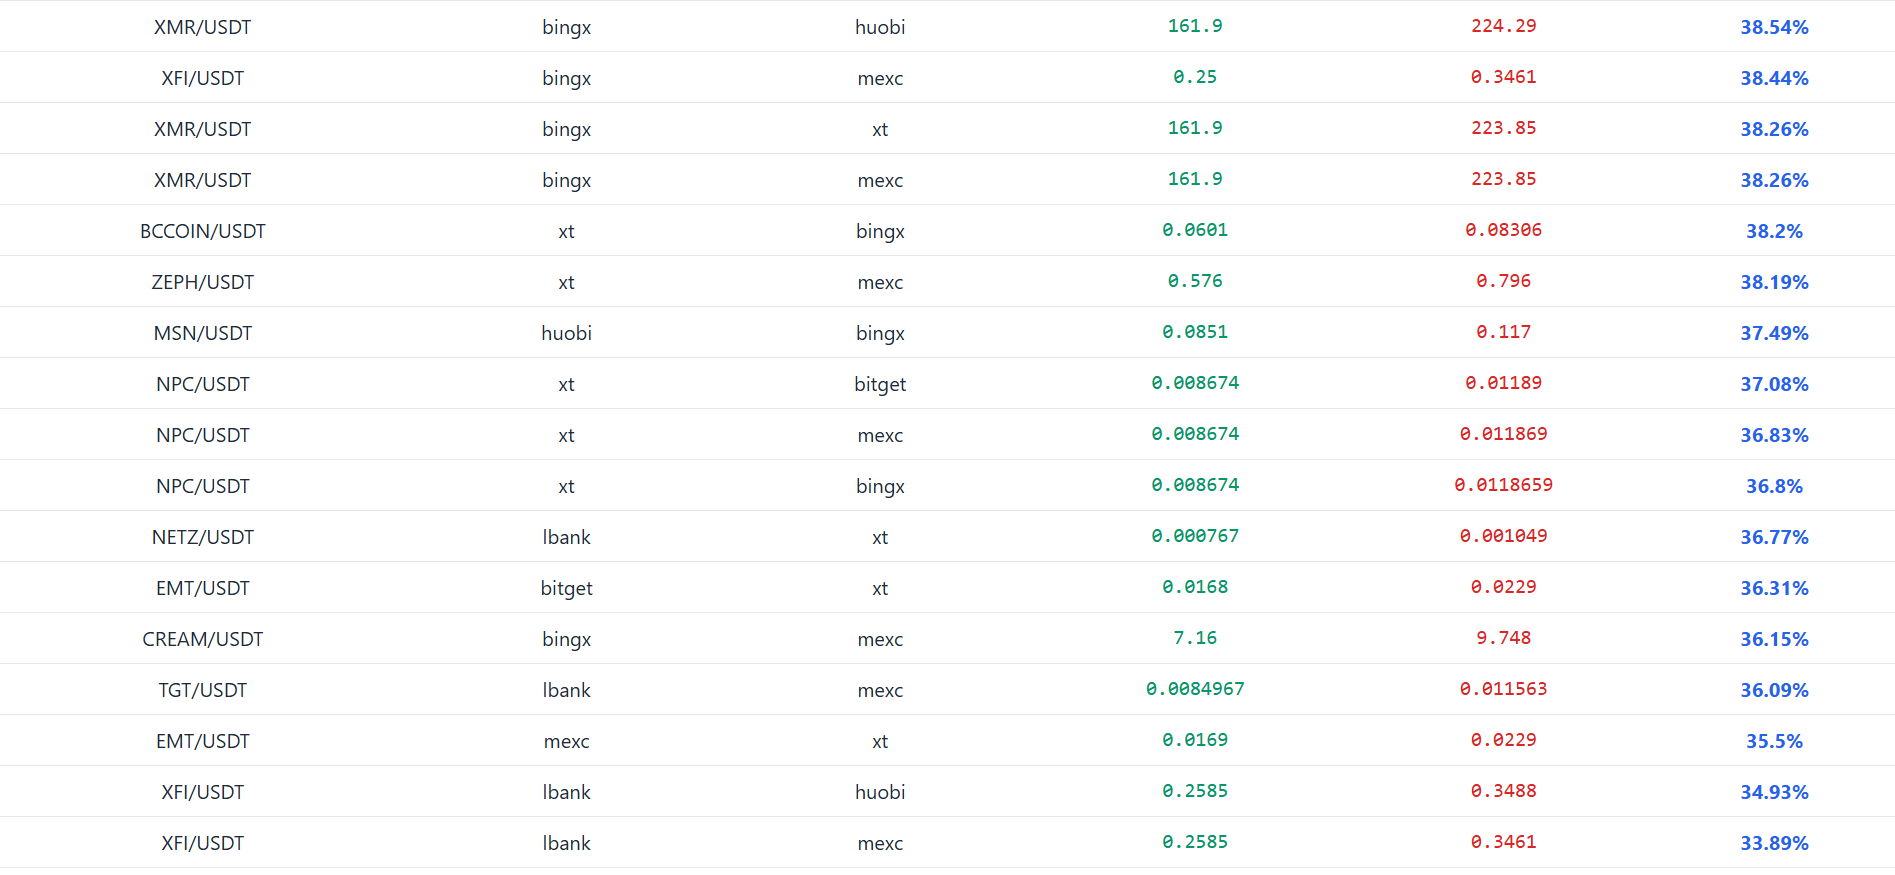 XMR/USDT bingx huobi 161.9 224.29 38.54%
XFI/USDT bingx mexc 0.25 0.3461 38.44%
XMR/USDT bingx xt 161.9 223.85 38.26%
XMR/USDT bingx mexc 161.9 223.85 38.26%
BCCOIN/USDT xt bingx 0.0601 0.08306 38.2%
ZEPH/USDT xt mexc 0.576 0.796 38.19%
MSN/USDT huobi bingx 0.0851 0.117 37.49%
NPC/USDT xt bitget 0.008674 0.01189 37.08%
NPC/USDT xt mexc 0.008674 0.011869 36.83%
NPC/USDT xt bingx 0.008674 0.0118659 36.8%
NETZ/USDT lbank xt 0.000767 0.001049 36.77%
EMT/USDT bitget xt 0.0168 0.0229 36.31%
CREAM/USDT bingx mexc 7.16 9.748 36.15%
TGT/USDT lbank mexc 0.0084967 0.011563 36.09%
EMT/USDT mexc xt 0.0169 0.0229 35.5%
XFI/USDT lbank huobi 0.2585 0.3488 34.93%
XFI/USDT lbank mexc 0.2585 0.3461 33.89%